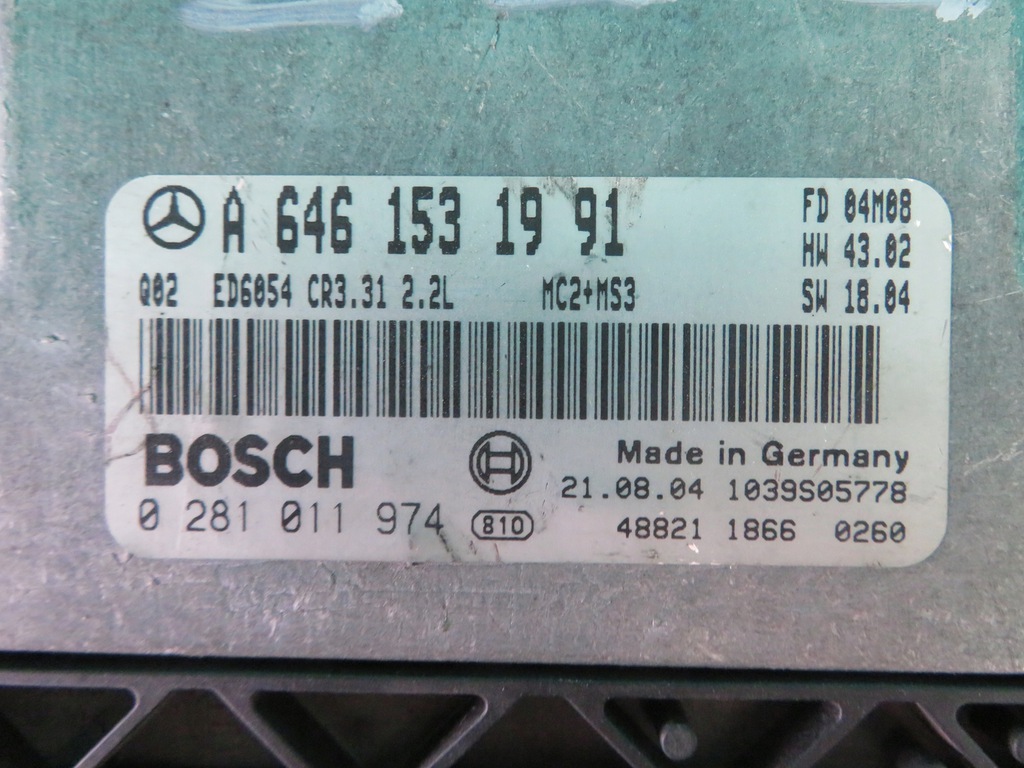 A 646 153 19 91
FD 04M08
HW 43.02
SW 18.04
Q02 ED6054 CR3.31 2.2L MC2+MS3
BOSCH
Made in Germany
21.08.04 1039S05778
0 281 011 974 810
48821 1866 0260